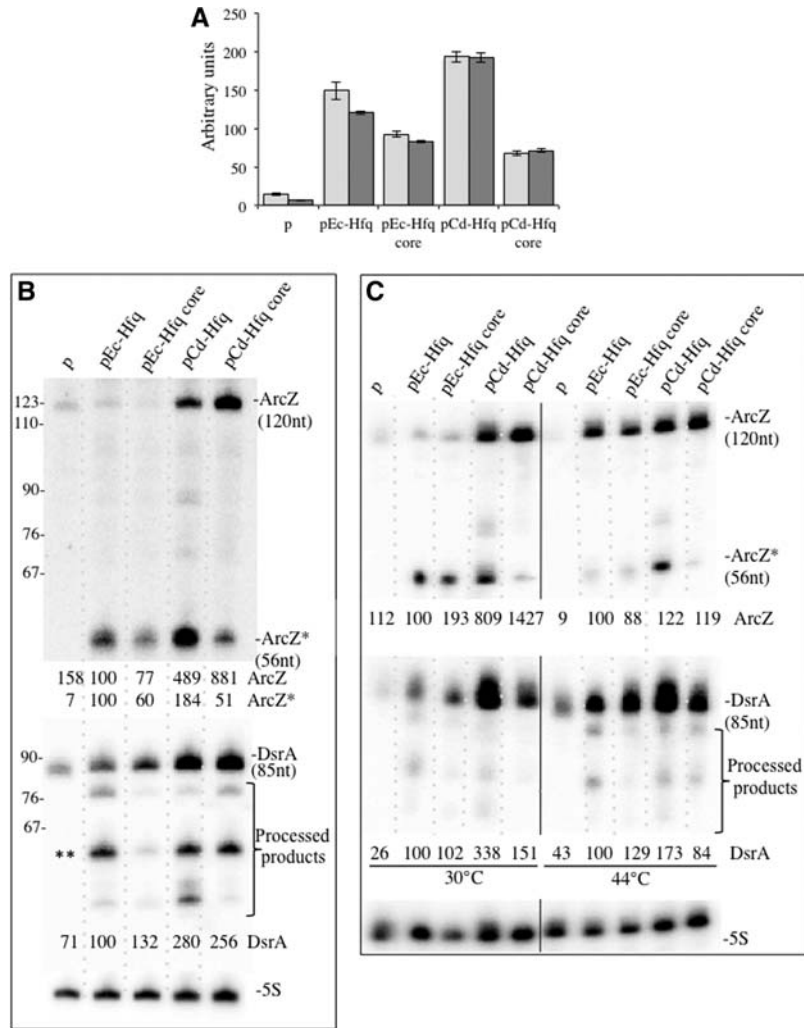 A
Arbitrary units
250
200
150
100
50
0
p
pEc-Hfq
pEc-Hfq core
pCd-Hfq
pCd-Hfq core
B
p
pEc-Hfq
pEc-Hfq core
pCd-Hfq
pCd-Hfq core
123-
110-
90-
76-
67-
-ArcZ
(120nt)
-ArcZ*
(56nt)
158 100 77 489 881 ArcZ
7 100 60 184 51 ArcZ*
90-
76-
67-
**
-DsrA
(85nt)
Processed
products
71 100 132 280 256 DsrA
-5S
C
p
pEc-Hfq
pEc-Hfq core
pCd-Hfq
pCd-Hfq core
p
pEc-Hfq
pEc-Hfq core
pCd-Hfq
pCd-Hfq core
-ArcZ
(120nt)
-ArcZ*
(56nt)
112 100 193 809 1427 9 100 88 122 119 ArcZ
-DsrA
(85nt)
Processed
products
26 100 102 338 151 43 100 129 173 84 DsrA
30°C 44°C
-5S